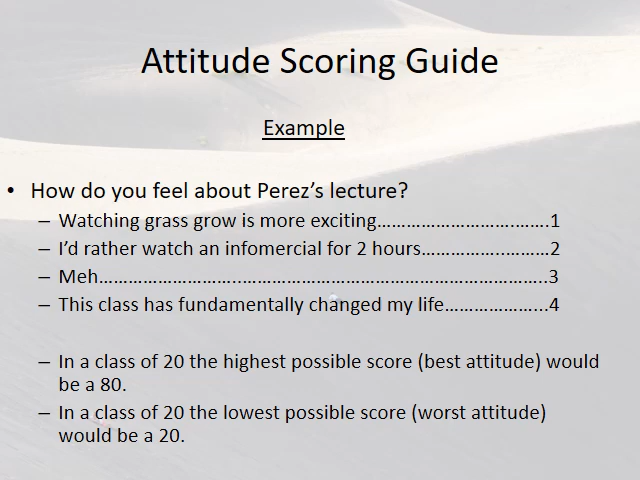 Attitude Scoring Guide
Example
• How do you feel about Perez’s lecture?
– Watching grass grow is more exciting……………………….…….1
– I’d rather watch an infomercial for 2 hours……………..………2
– Meh……………………..…………………………………………………..3
– This class has fundamentally changed my life………………...4
– In a class of 20 the highest possible score (best attitude) would
be a 80.
– In a class of 20 the lowest possible score (worst attitude)
would be a 20.